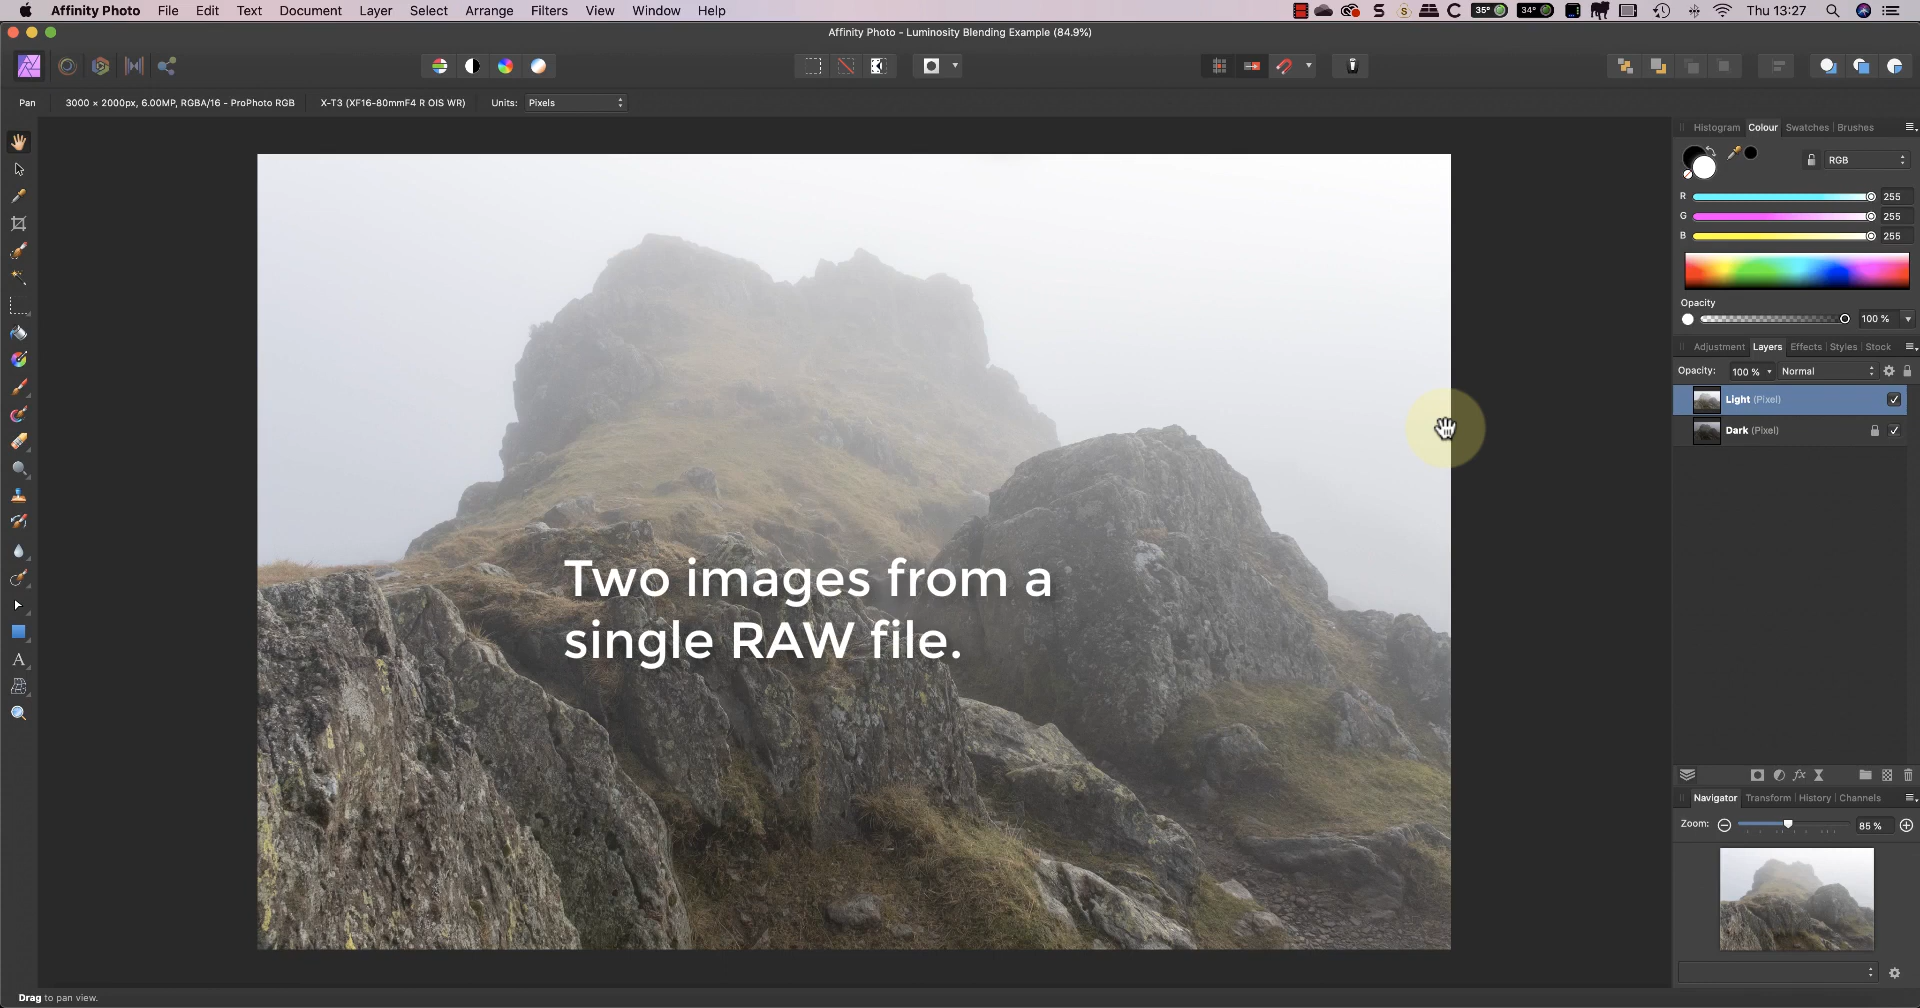 Affinity Photo File Edit Text Document Layer Select Arrange Filters View Window Help 35° 34° Thu 13:27
Affinity Photo - Luminosity Blending Example (84.9%)
Pan 3000 × 2000px, 6.00MP, RGBA/16 - ProPhoto RGB X-T3 (XF16-80mmF4 R OIS WR) Units: Pixels
Histogram Colour Swatches Brushes
RGB
R 255
G 255
B 255
Opacity
100 %
Adjustment Layers Effects Styles Stock
Opacity: 100 % Normal
Light (Pixel)
Dark (Pixel)
Two images from a
single RAW file.
Navigator Transform History Channels
Zoom: 85 %
Drag to pan view.